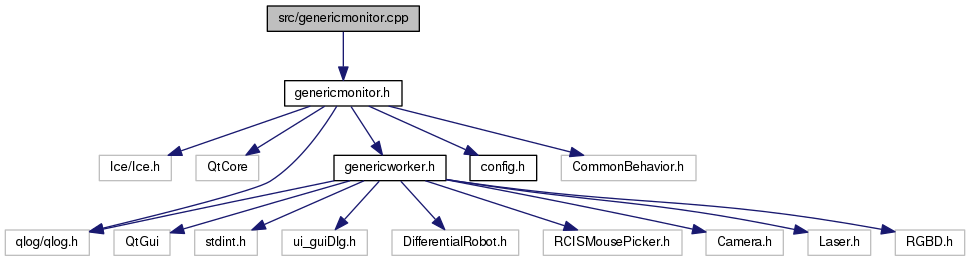 src/genericmonitor.cpp
genericmonitor.h
Ice/Ice.h
QtCore
genericworker.h
config.h
CommonBehavior.h
qlog/qlog.h
QtGui
stdint.h
ui_guiDlg.h
DifferentialRobot.h
RCISMousePicker.h
Camera.h
Laser.h
RGBD.h